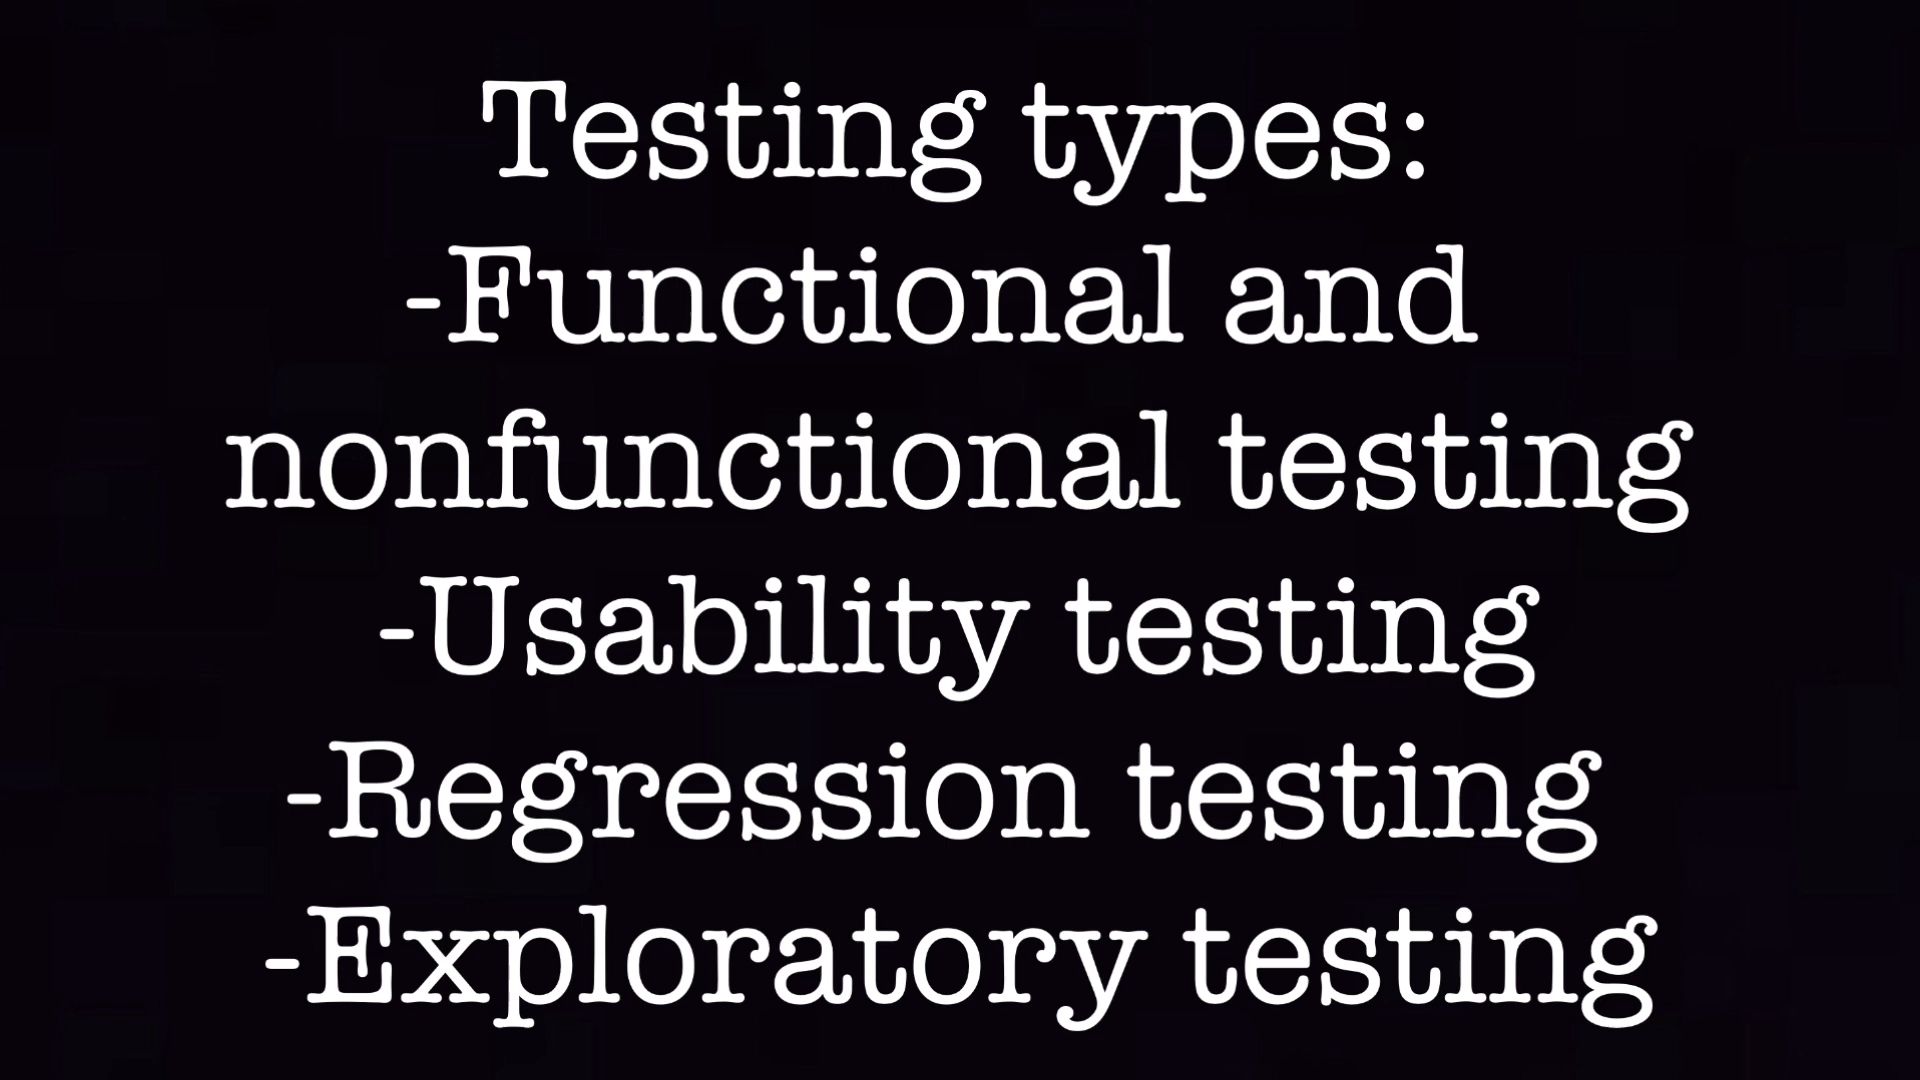 Testing types:
-Functional and
nonfunctional testing
-Usability testing
-Regression testing
-Exploratory testing